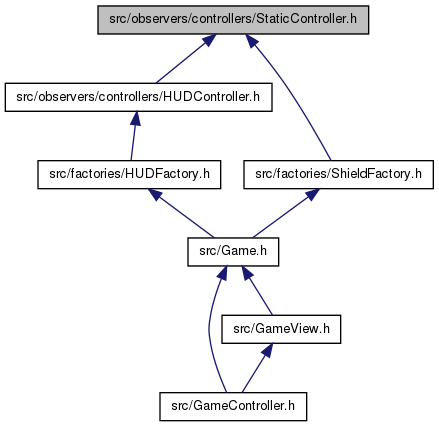 src/observers/controllers/StaticController.h
src/observers/controllers/HUDController.h
src/factories/HUDFactory.h
src/factories/ShieldFactory.h
src/Game.h
src/GameView.h
src/GameController.h